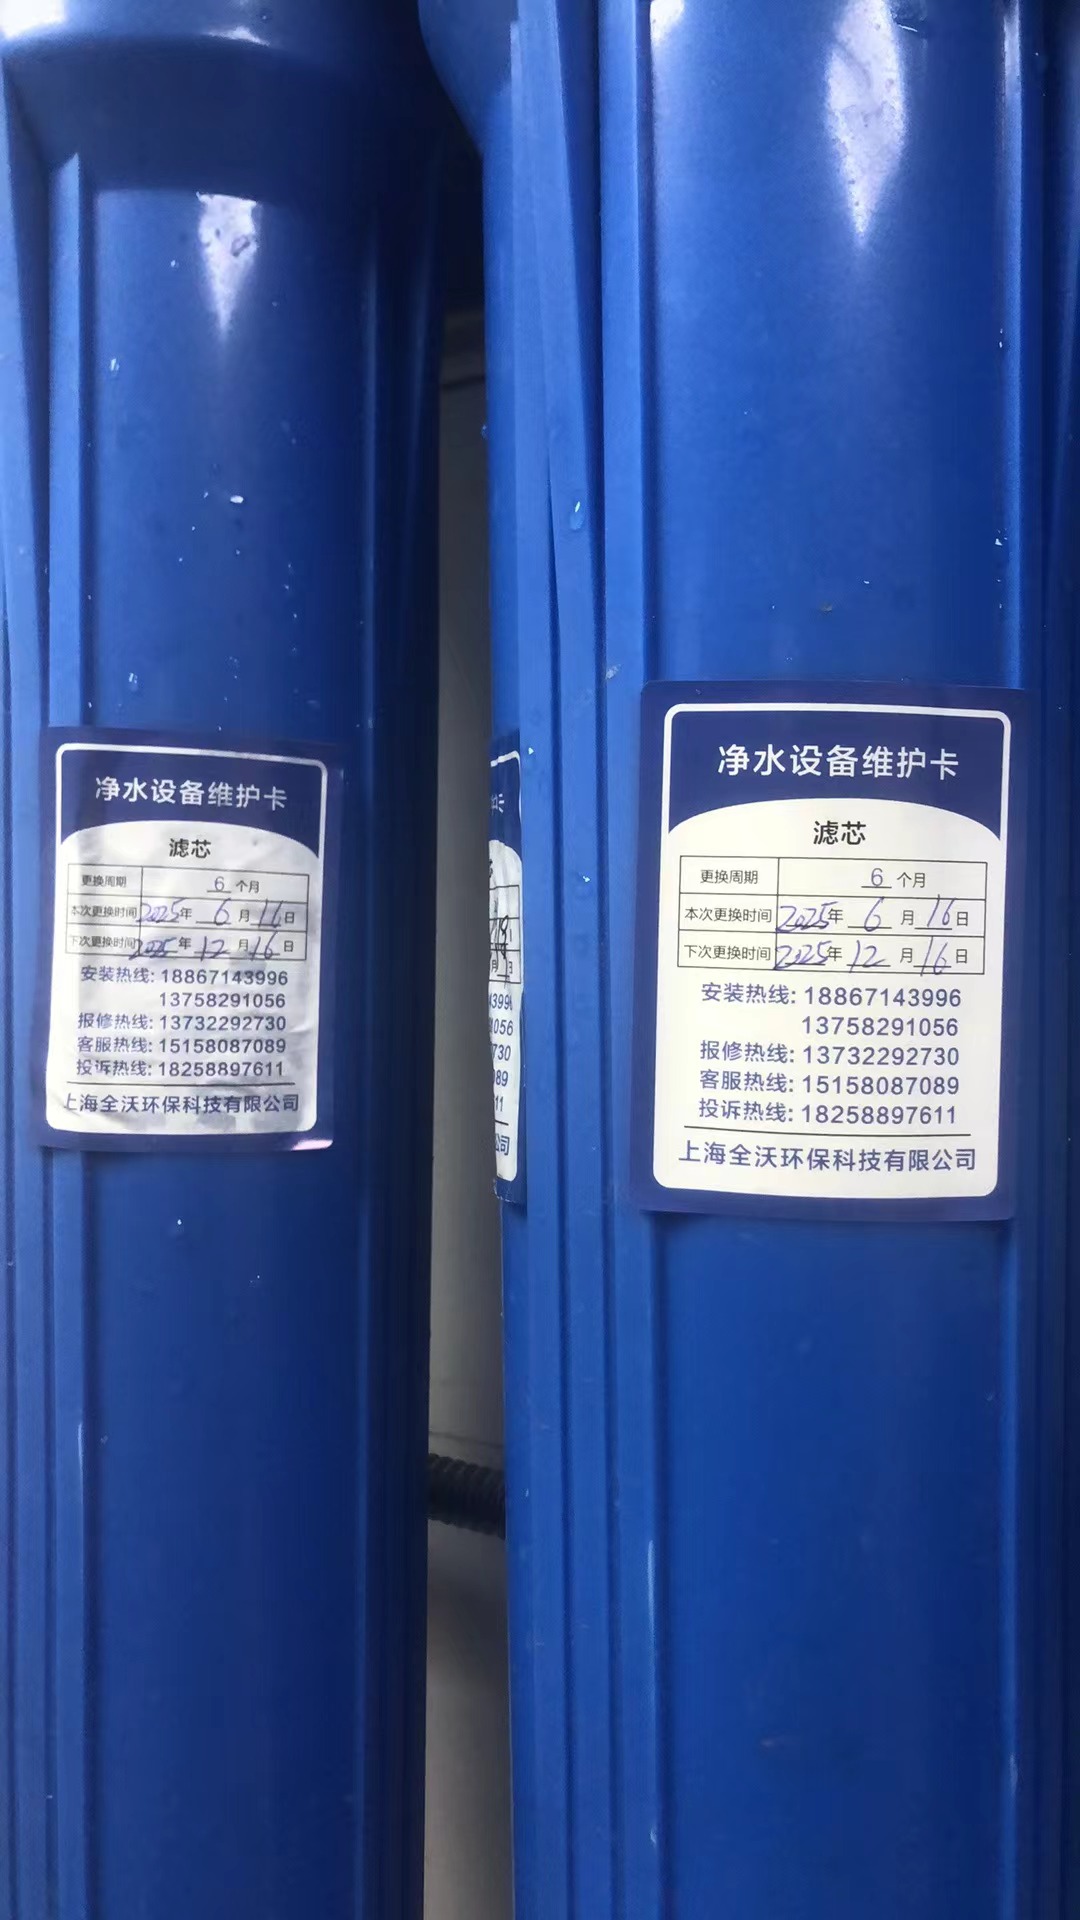 净水设备维护卡
滤芯
更换周期 6 个月
本次更换时间 2025年 6 月 16 日
下次更换时间 2025年 12 月 16 日
安装热线: 18867143996
13758291056
报修热线: 13732292730
客服热线: 15158087089
投诉热线: 18258897611
上海全沃环保科技有限公司
3996
1056
730
089
11
公司
净水设备维护卡
滤芯
更换周期 6 个月
本次更换时间 2025年 6 月 16 日
下次更换时间 2025年 12 月 16 日
安装热线: 18867143996
13758291056
报修热线: 13732292730
客服热线: 15158087089
投诉热线: 18258897611
上海全沃环保科技有限公司